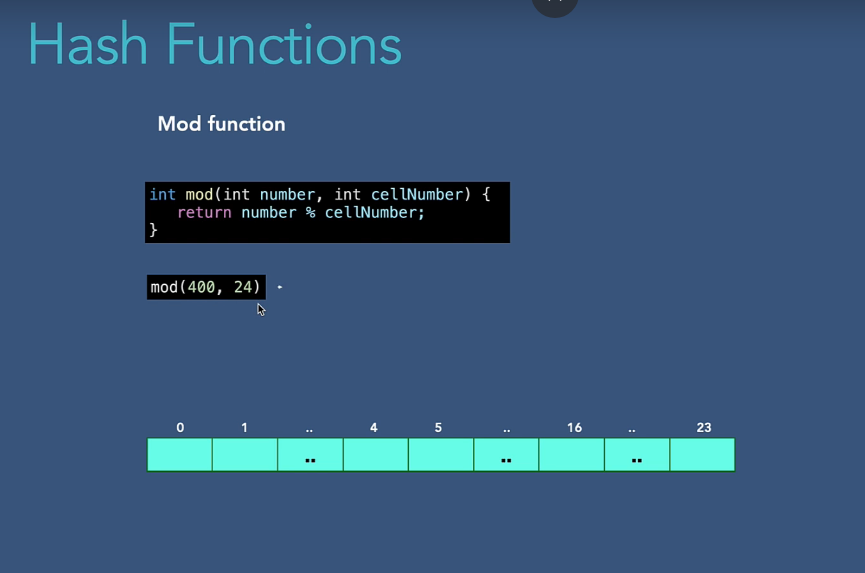 Hash Functions
Mod function
int mod(int number, int cellNumber) {
return number % cellNumber;
}
mod(400, 24)
0 1 .. 4 5 .. 16 .. 23
.. .. ..